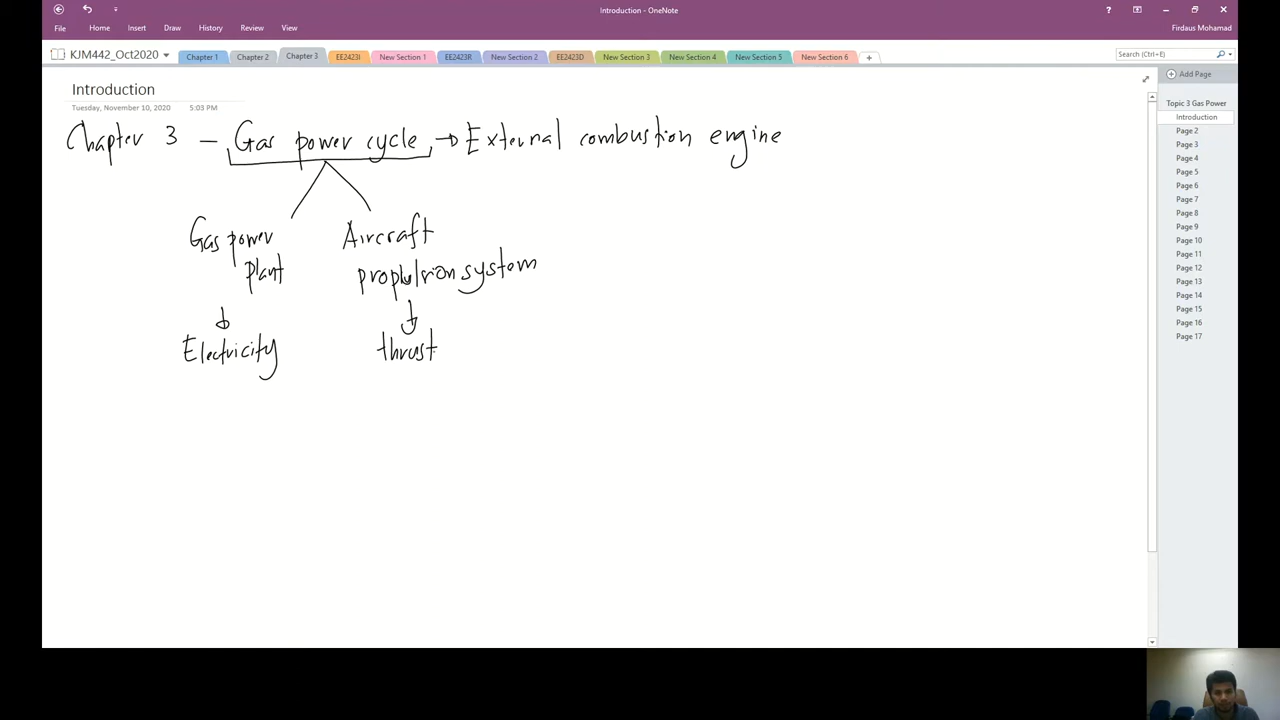 Introduction - OneNote
File Home Insert Draw History Review View
Firdaus Mohamad
KJM442_Oct2020
Chapter 1 Chapter 2 Chapter 3 EE2423I New Section 1 EE2423R New Section 2 EE2423D New Section 3 New Section 4 New Section 5 New Section 6
Search (Ctrl+E)
Add Page
Introduction
Tuesday, November 10, 2020 5:03 PM
Chapter 3 – Gas power cycle → External combustion engine
Gas power
plant
Aircraft
prophulsion system
Electricity
thrust
Topic 3 Gas Power
Introduction
Page 2
Page 3
Page 4
Page 5
Page 6
Page 7
Page 8
Page 9
Page 10
Page 11
Page 12
Page 13
Page 14
Page 15
Page 16
Page 17